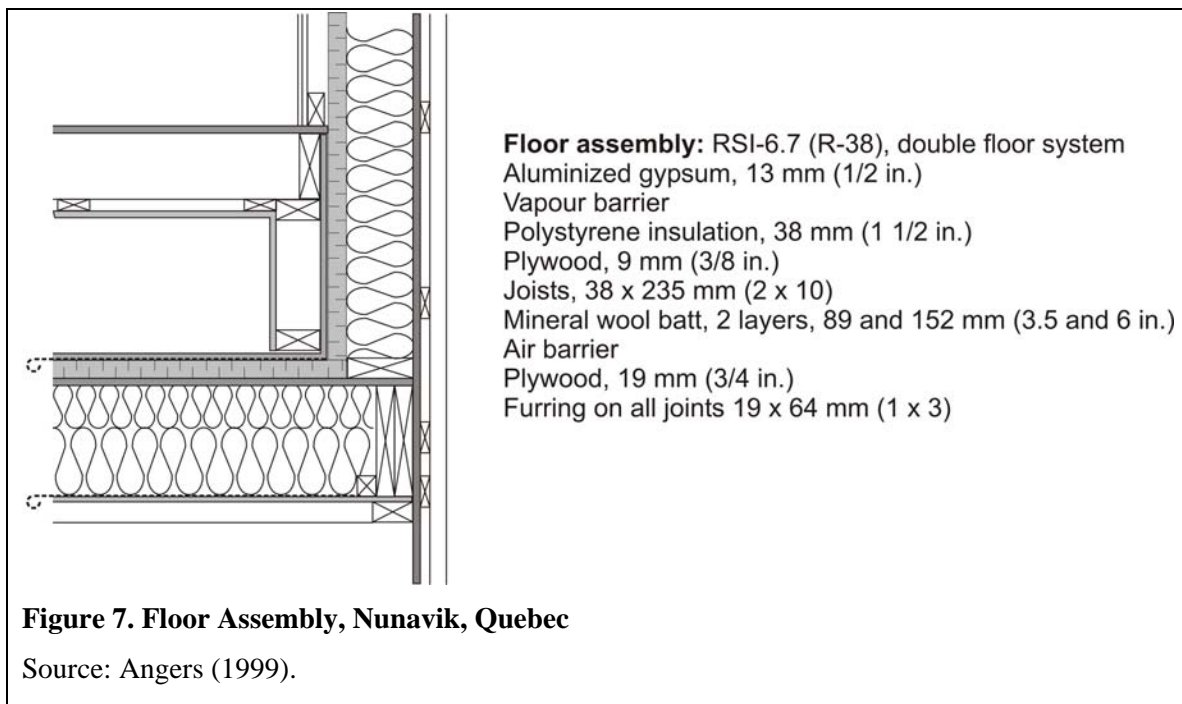 Floor assembly: RSI-6.7 (R-38), double floor system
Aluminized gypsum, 13 mm (1/2 in.)
Vapour barrier
Polystyrene insulation, 38 mm (1 1/2 in.)
Plywood, 9 mm (3/8 in.)
Joists, 38 x 235 mm (2 x 10)
Mineral wool batt, 2 layers, 89 and 152 mm (3.5 and 6 in.)
Air barrier
Plywood, 19 mm (3/4 in.)
Furring on all joints 19 x 64 mm (1 x 3)
Figure 7. Floor Assembly, Nunavik, Quebec
Source: Angers (1999).